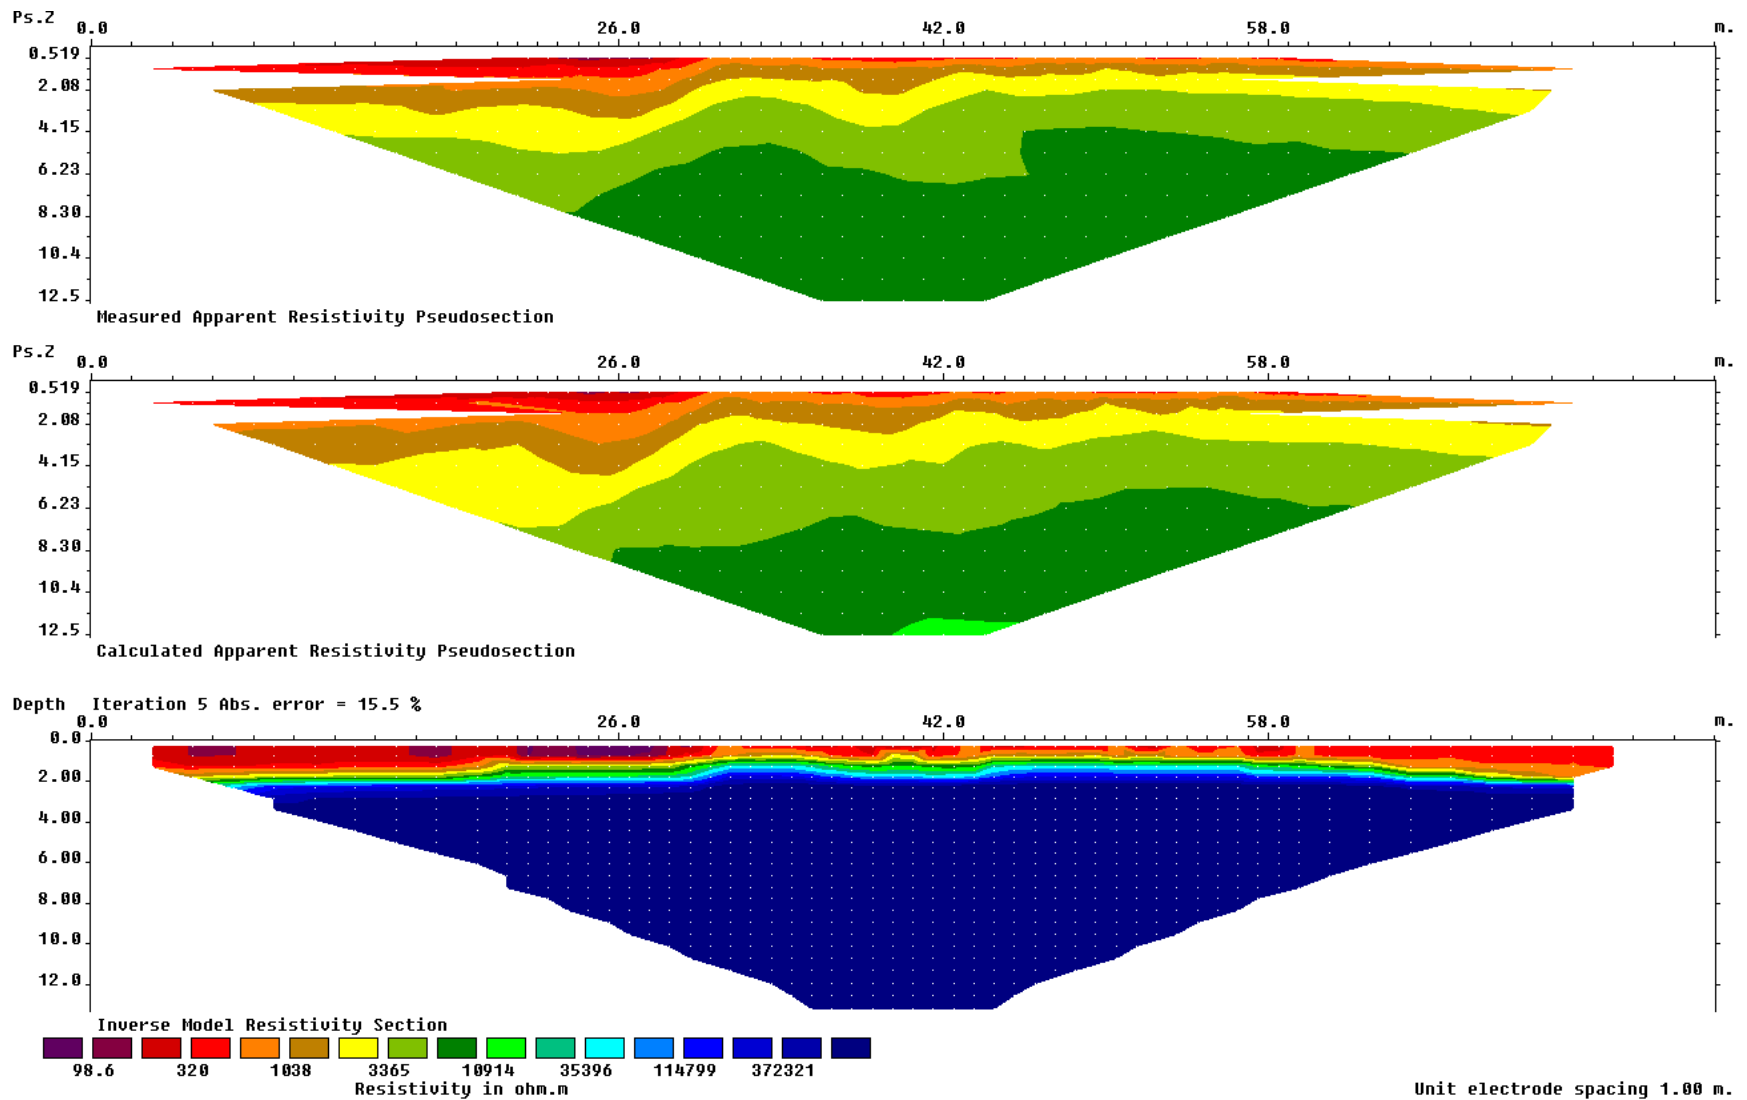 Ps.Z 0.0 26.0 42.0 58.0 m.
0.519
2.08
4.15
6.23
8.30
10.4
12.5
Measured Apparent Resistivity Pseudosection
Ps.Z 0.0 26.0 42.0 58.0 m.
0.519
2.08
4.15
6.23
8.30
10.4
12.5
Calculated Apparent Resistivity Pseudosection
Depth Iteration 5 Abs. error = 15.5 %
0.0 26.0 42.0 58.0 m.
0.0
2.00
4.00
6.00
8.00
10.0
12.0
Inverse Model Resistivity Section
98.6 320 1038 3365 10914 35396 114799 372321
Resistivity in ohm.m Unit electrode spacing 1.00 m.